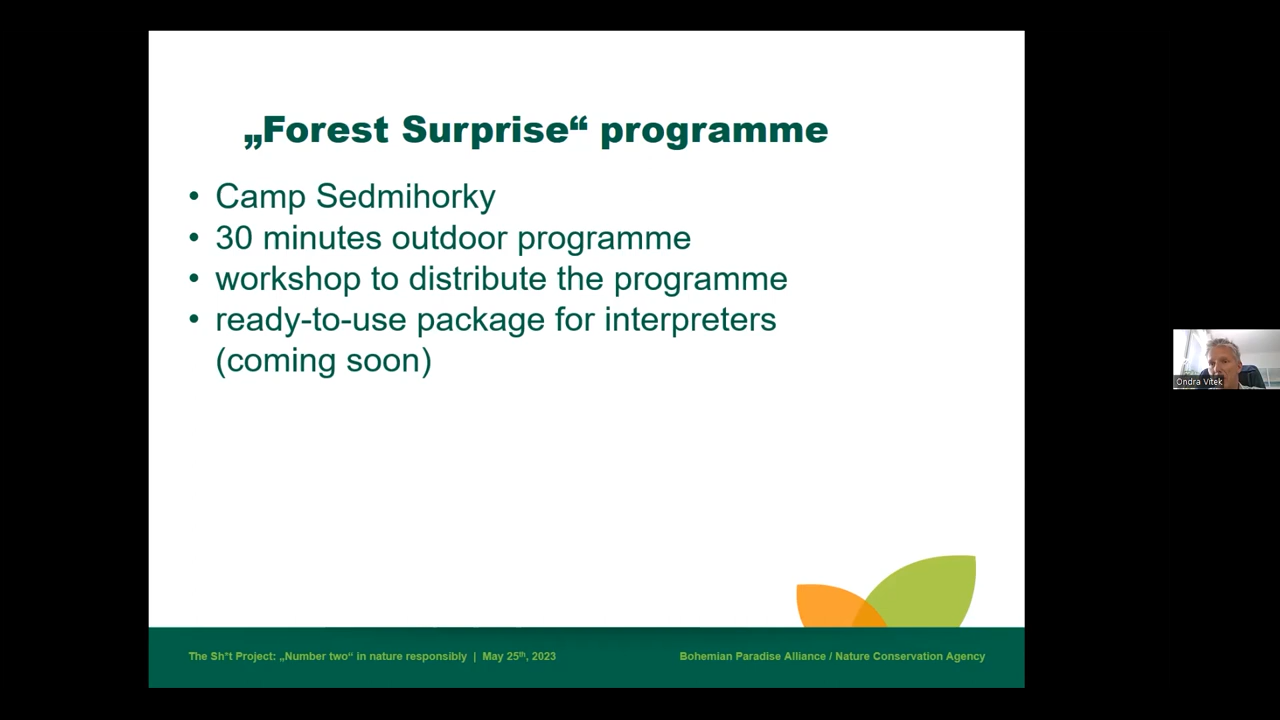 „Forest Surprise“ programme
• Camp Sedmihorky
• 30 minutes outdoor programme
• workshop to distribute the programme
• ready-to-use package for interpreters
(coming soon)
Ondra Vítek
The Sh*t Project: „Number two“ in nature responsibly | May 25th, 2023
Bohemian Paradise Alliance / Nature Conservation Agency